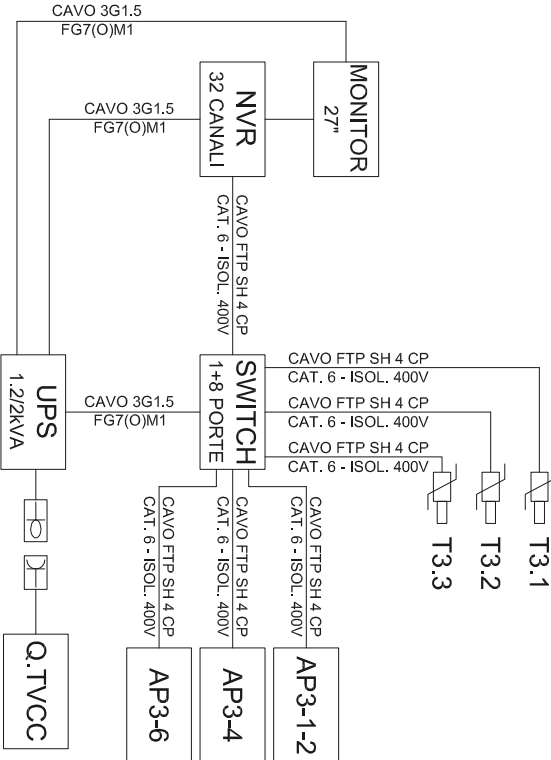 CAVO 3G1.5
FG7(O)M1
MONITOR
27"
NVR
32 CANALI
CAVO 3G1.5
FG7(O)M1
CAVO FTP SH 4 CP
CAT. 6 - ISOL. 400V
CAVO FTP SH 4 CP
CAT. 6 - ISOL. 400V
CAVO FTP SH 4 CP
CAT. 6 - ISOL. 400V
CAVO FTP SH 4 CP
CAT. 6 - ISOL. 400V
T3.1
T3.2
T3.3
SWITCH
1+8 PORTE
UPS
1.2/2kVA
CAVO 3G1.5
FG7(O)M1
CAVO FTP SH 4 CP
CAT. 6 - ISOL. 400V
CAVO FTP SH 4 CP
CAT. 6 - ISOL. 400V
CAVO FTP SH 4 CP
CAT. 6 - ISOL. 400V
Q.TVCC
AP3-6
AP3-4
AP3-1-2